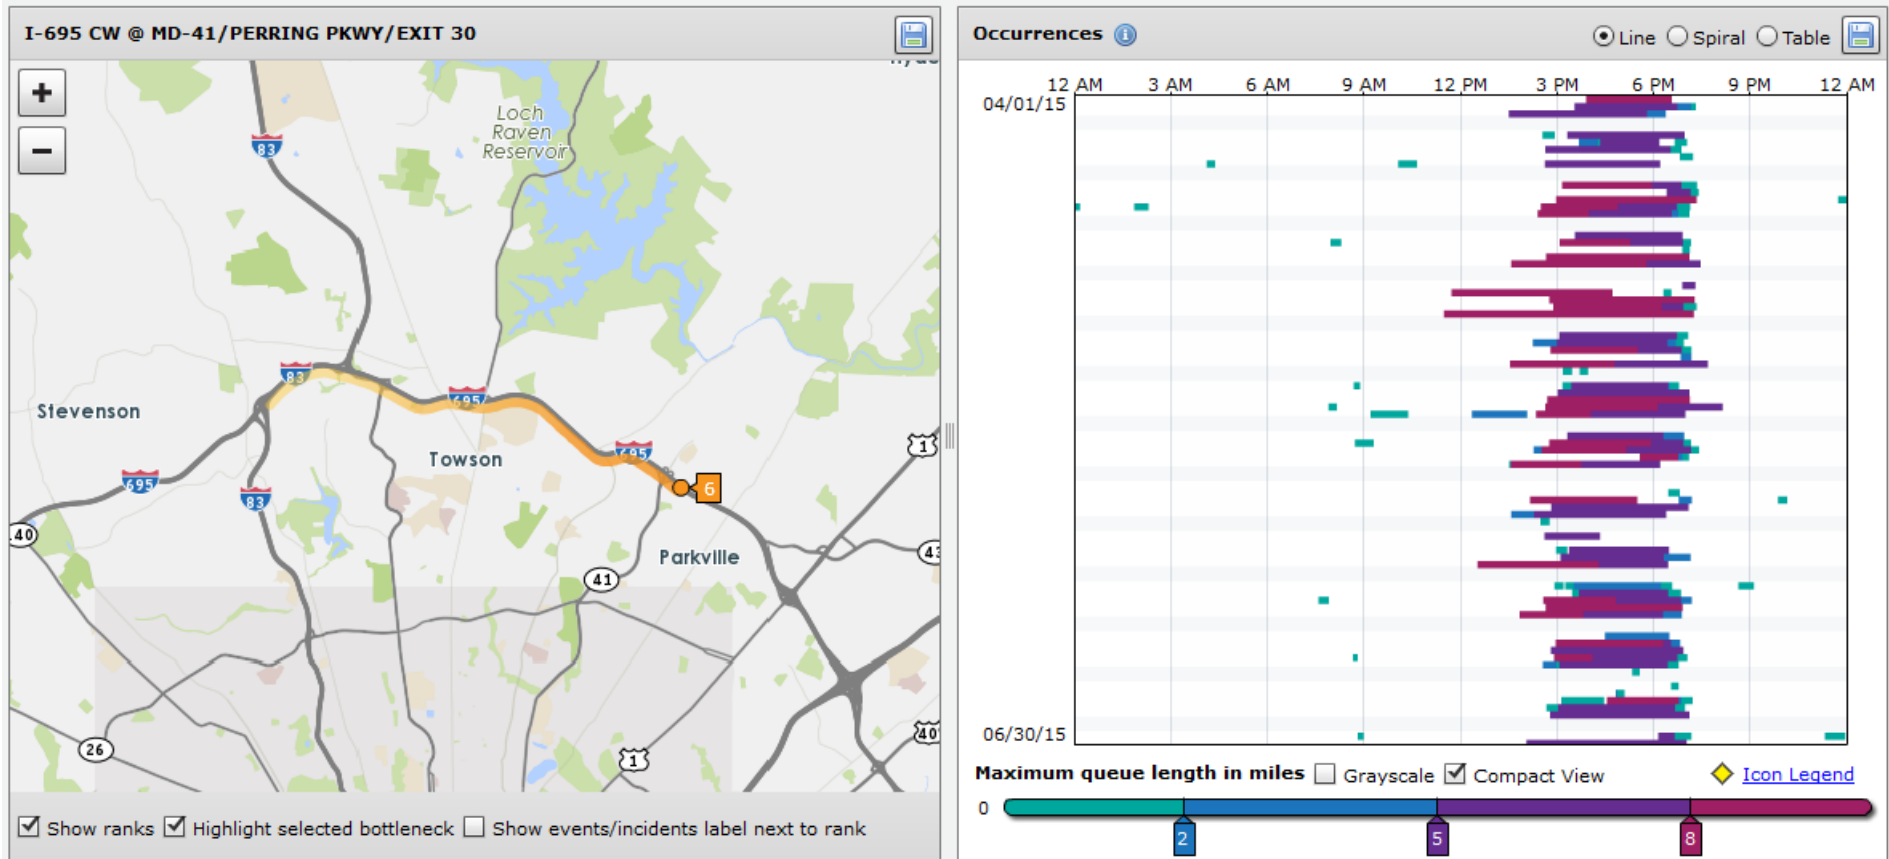 I-695 CW @ MD-41/PERRING PKWY/EXIT 30
+
−
83
Loch
Raven
Reservoir
83
695
Stevenson
1
Towson
695
695
83
6
40
43
Parkville
41
26
1
40
Show ranks
Highlight selected bottleneck
Show events/incidents label next to rank
Occurrences
i
Line
Spiral
Table
12 AM 3 AM 6 AM 9 AM 12 PM 3 PM 6 PM 9 PM 12 AM
04/01/15
06/30/15
Maximum queue length in miles
Grayscale
Compact View
Icon Legend
0
2
5
8